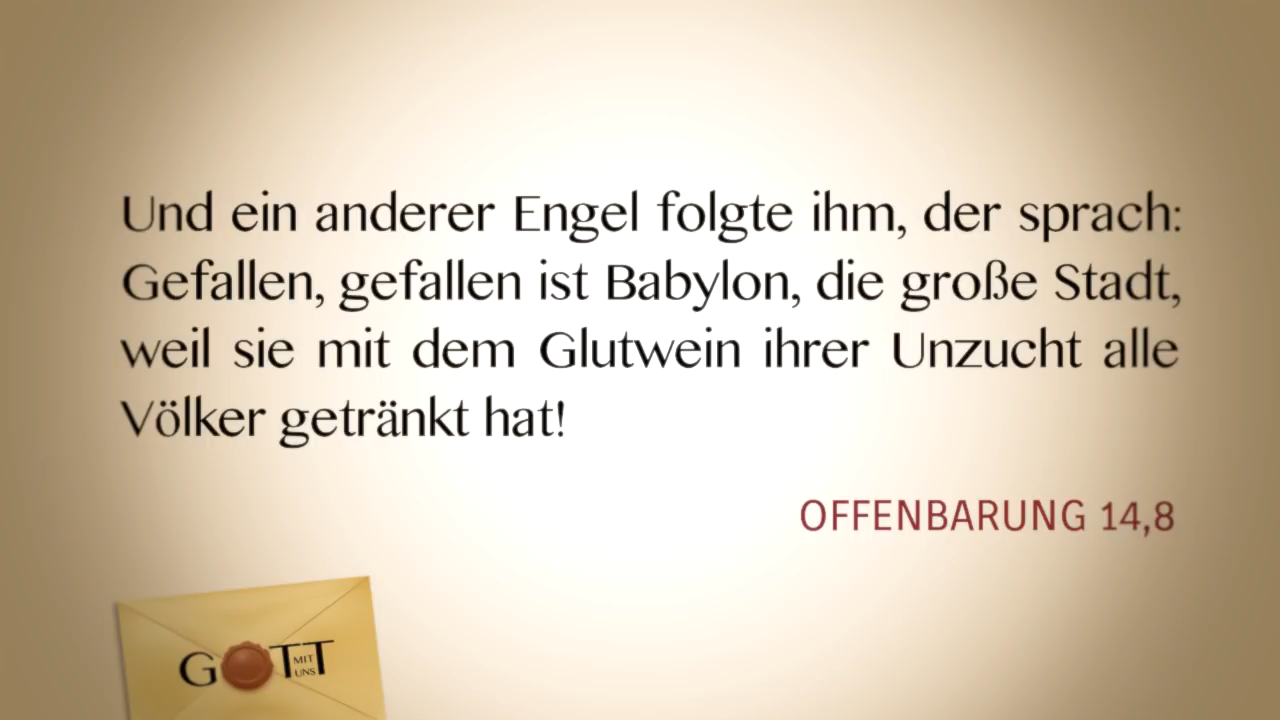 Und ein anderer Engel folgte ihm, der sprach:
Gefallen, gefallen ist Babylon, die große Stadt,
weil sie mit dem Glutwein ihrer Unzucht alle
Völker getränkt hat!
OFFENBARUNG 14,8
GOTT
MIT
UNS